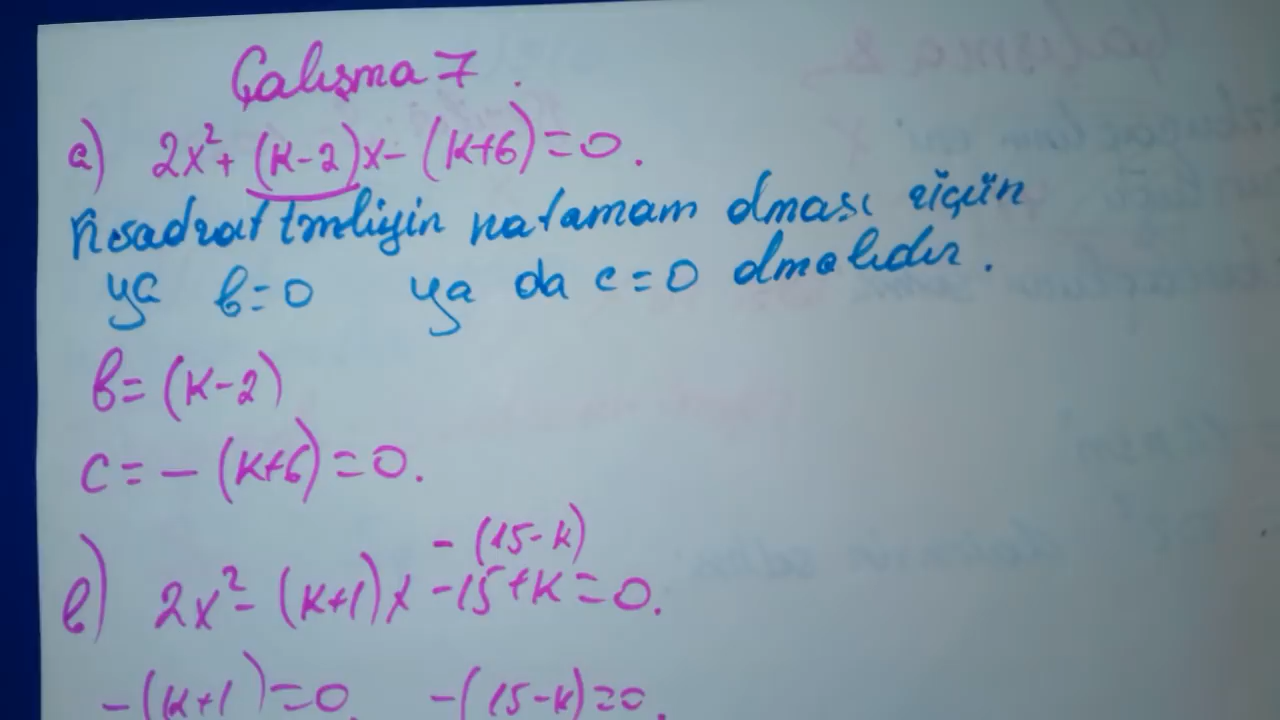 Çalışma 7.
a) 2x²+ (k-2)x- (k+6)=0.
Kvadrat tənliyin natamam olması üçün
ya b=0 ya da c=0 olmalıdır.
b= (k-2)
c= - (k+6)=0.
- (15-k)
b) 2x²- (k+1)x -15+k=0.
-(k+1)=0. -(15-k)=0.